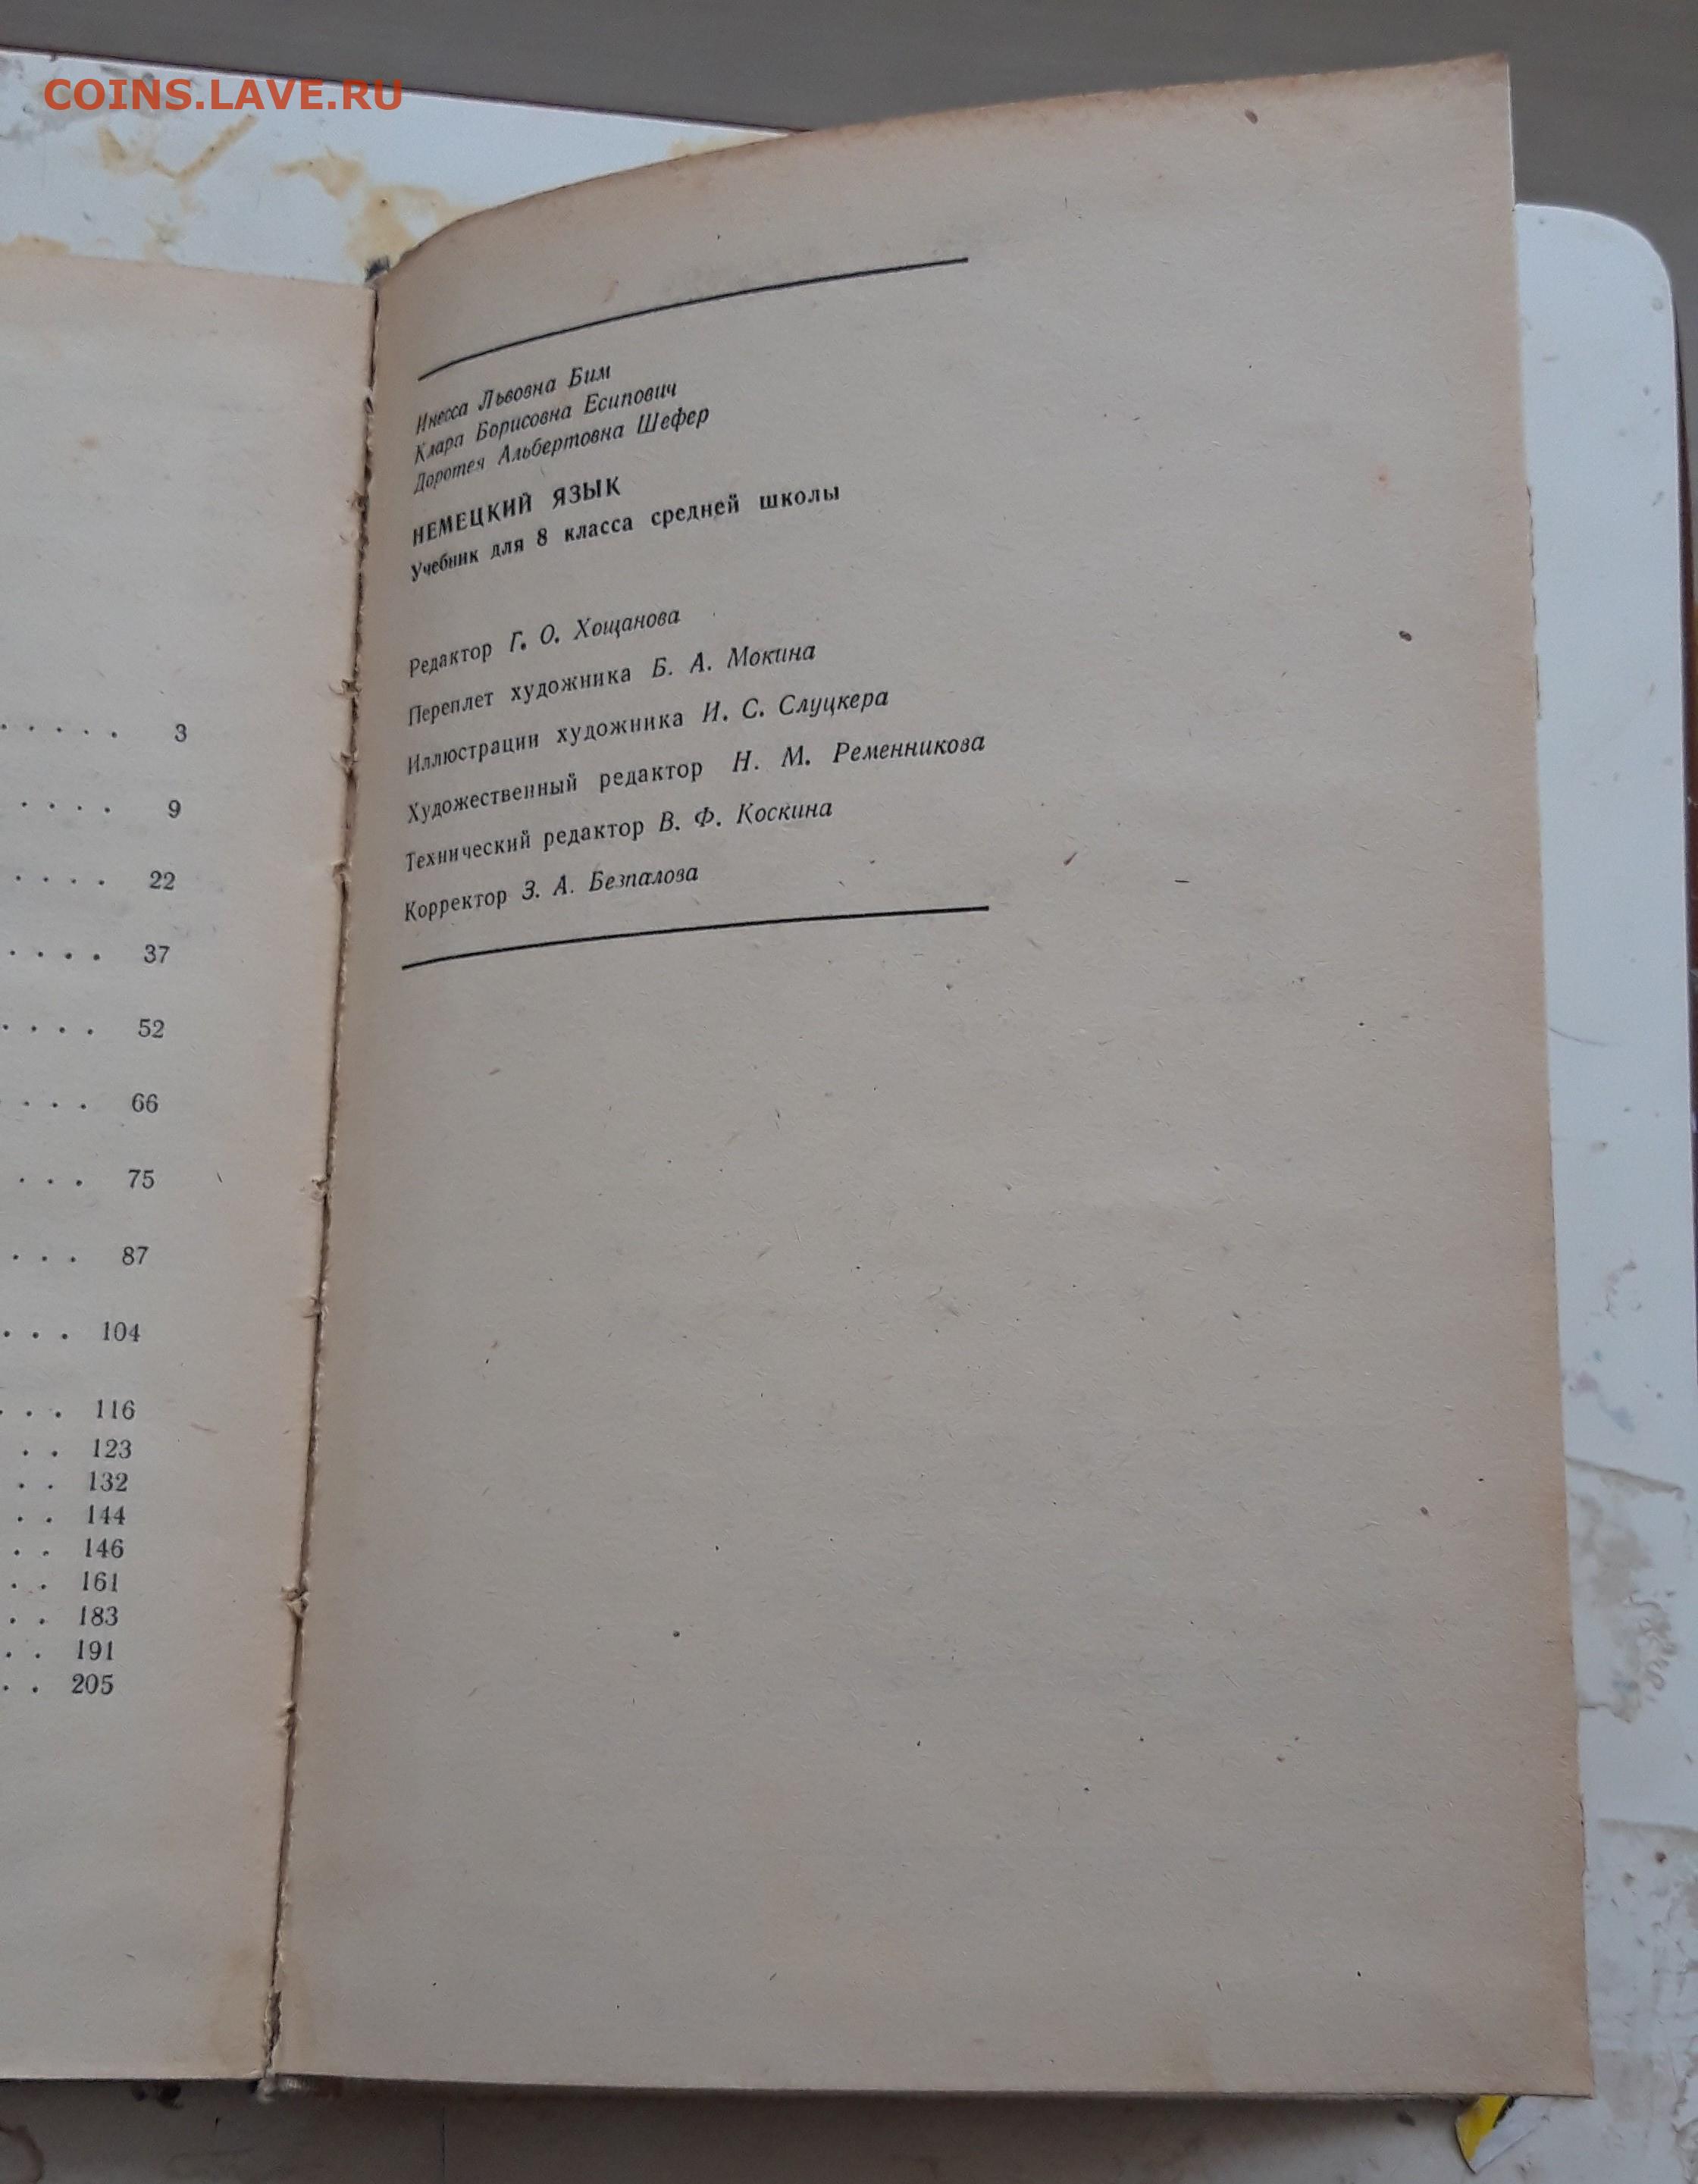 COINS.LAVE.RU
. . . . . 3
. . . . 9
. . . . 22
. . . . 37
. . . . 52
. . . . 66
. . . 75
. . . 87
. . . 104
. . . 116
. . 123
. . 132
. . 144
. . 146
. . 161
. . 183
. . 191
. . 205
Инесса Львовна Бим
Клара Борисовна Есипович
Доротея Альбертовна Шефер
НЕМЕЦКИЙ ЯЗЫК
Учебник для 8 класса средней школы
Редактор Г. О. Хощанова
Переплет художника Б. А. Мокина
Иллюстрации художника И. С. Слуцкера
Художественный редактор Н. М. Ременникова
Технический редактор В. Ф. Коскина
Корректор З. А. Безпалова